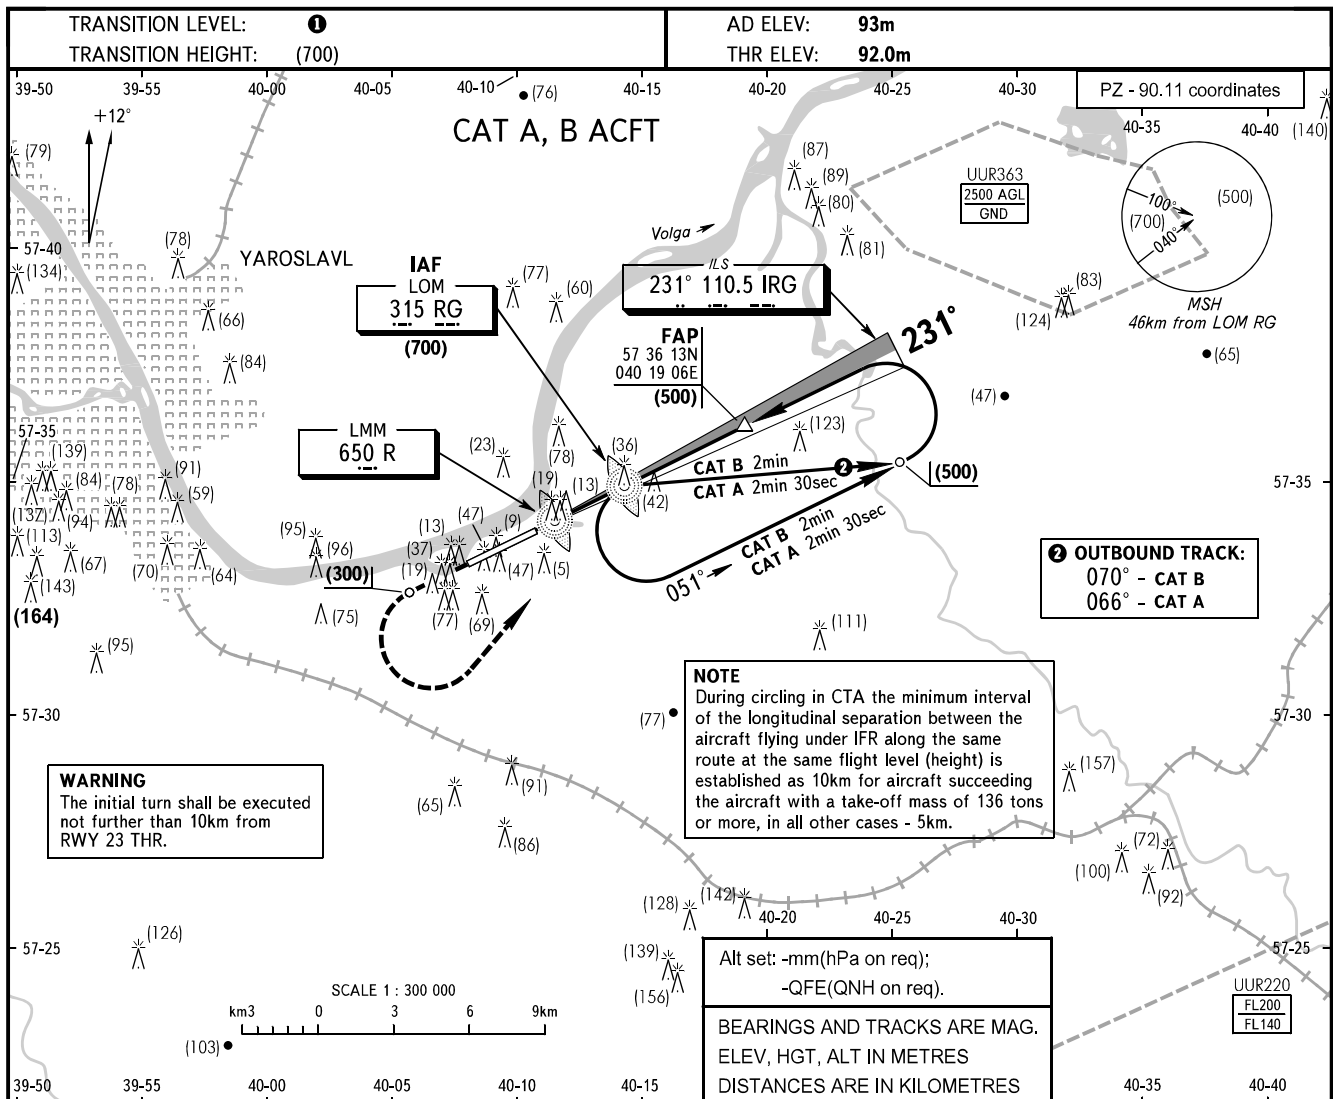 TRANSITION LEVEL: ❶
TRANSITION HEIGHT: (700)
AD ELEV: 93m
THR ELEV: 92.0m
39-50 39-55 40-00 40-05 40-10 40-15 40-20 40-25 40-30
PZ - 90.11 coordinates
40-35 40-40
(140)
+12°
(76)
CAT A, B ACFT
(79)
(87)
(89)
(80)
(81)
UUR363
2500 AGL
GND
100°
(500)
(700)
040°
MSH
46km from LOM RG
(65)
57-40
(78)
(134)
YAROSLAVL
(66)
(84)
Volga
IAF
LOM
315 RG
(700)
(77)
(60)
ILS
231° 110.5 IRG
231°
(83)
(124)
FAP
57 36 13N
040 19 06E
(500)
(47)
57-35
LMM
650 R
(23)
(78)
(36)
(123)
CAT B 2min ❷
CAT A 2min 30sec
(500)
57-35
(139)
(84)
(137)
(94)
(78)
(91)
(59)
(113)
(67)
(143)
(164)
(70)
(64)
(95)
(96)
(300)
(75)
(13)
(47)
(37)
(19)
(9)
(47)
(77)
(69)
(5)
(19)
(13)
(42)
CAT B 2min
051° CAT A 2min 30sec
❷ OUTBOUND TRACK:
070° - CAT B
066° - CAT A
(95)
(111)
57-30
(77)
57-30
NOTE
During circling in CTA the minimum interval
of the longitudinal separation between the
aircraft flying under IFR along the same
route at the same flight level (height) is
established as 10km for aircraft succeeding
the aircraft with a take-off mass of 136 tons
or more, in all other cases - 5km.
WARNING
The initial turn shall be executed
not further than 10km from
RWY 23 THR.
(91)
(65)
(86)
(157)
(72)
(100)
(92)
(128)
(142)
40-20 40-25 40-30
57-25
(126)
(139)
(156)
57-25
Alt set: -mm(hPa on req);
-QFE(QNH on req).
UUR220
FL200
FL140
SCALE 1 : 300 000
km3 0 3 6 9km
(103)
BEARINGS AND TRACKS ARE MAG.
ELEV, HGT, ALT IN METRES
DISTANCES ARE IN KILOMETRES
39-50 39-55 40-00 40-05 40-10 40-15 40-35 40-40